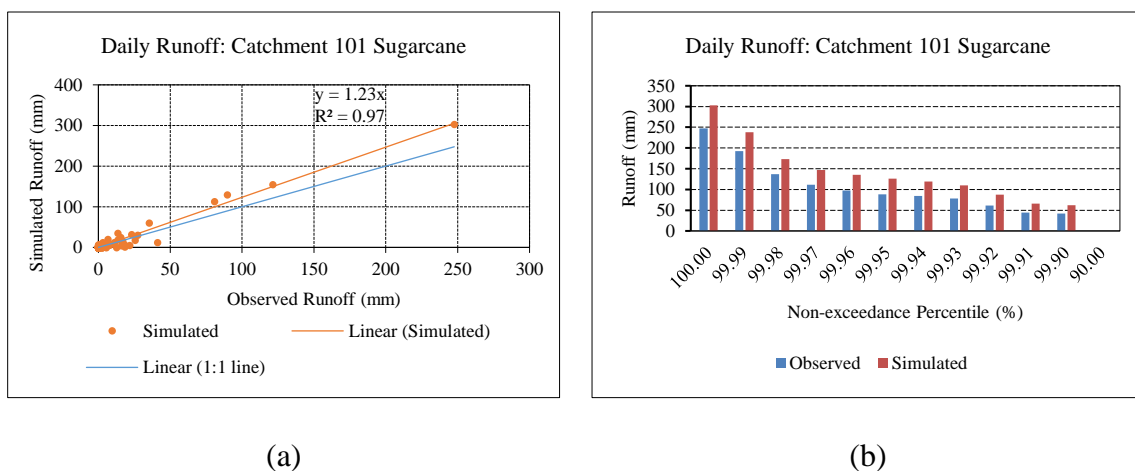 Daily Runoff: Catchment 101 Sugarcane
y = 1.23x
R² = 0.97
Simulated Runoff (mm)
400
300
200
100
0
0 50 100 150 200 250 300
Observed Runoff (mm)
Simulated Linear (Simulated)
Linear (1:1 line)
(a)
Daily Runoff: Catchment 101 Sugarcane
Runoff (mm)
350
300
250
200
150
100
50
0
100.00 99.99 99.98 99.97 99.96 99.95 99.94 99.93 99.92 99.91 99.90 90.00
Non-exceedance Percentile (%)
Observed Simulated
(b)